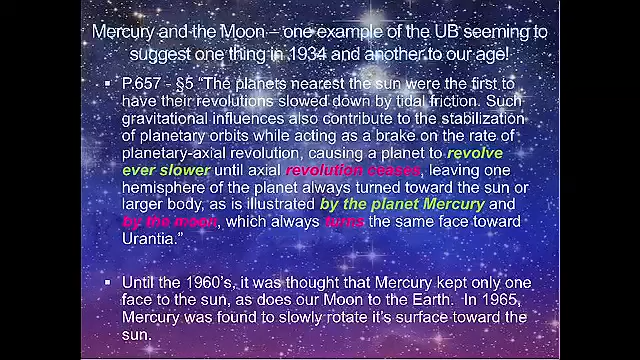 Mercury and the Moon – one example of the UB seeming to
suggest one thing in 1934 and another to our age!
▪ P.657 - §5 “The planets nearest the sun were the first to
have their revolutions slowed down by tidal friction. Such
gravitational influences also contribute to the stabilization
of planetary orbits while acting as a brake on the rate of
planetary-axial revolution, causing a planet to revolve
ever slower until axial revolution ceases, leaving one
hemisphere of the planet always turned toward the sun or
larger body, as is illustrated by the planet Mercury and
by the moon, which always turns the same face toward
Urantia.”
▪ Until the 1960’s, it was thought that Mercury kept only one
face to the sun, as does our Moon to the Earth.  In 1965,
Mercury was found to slowly rotate it’s surface toward the
sun.